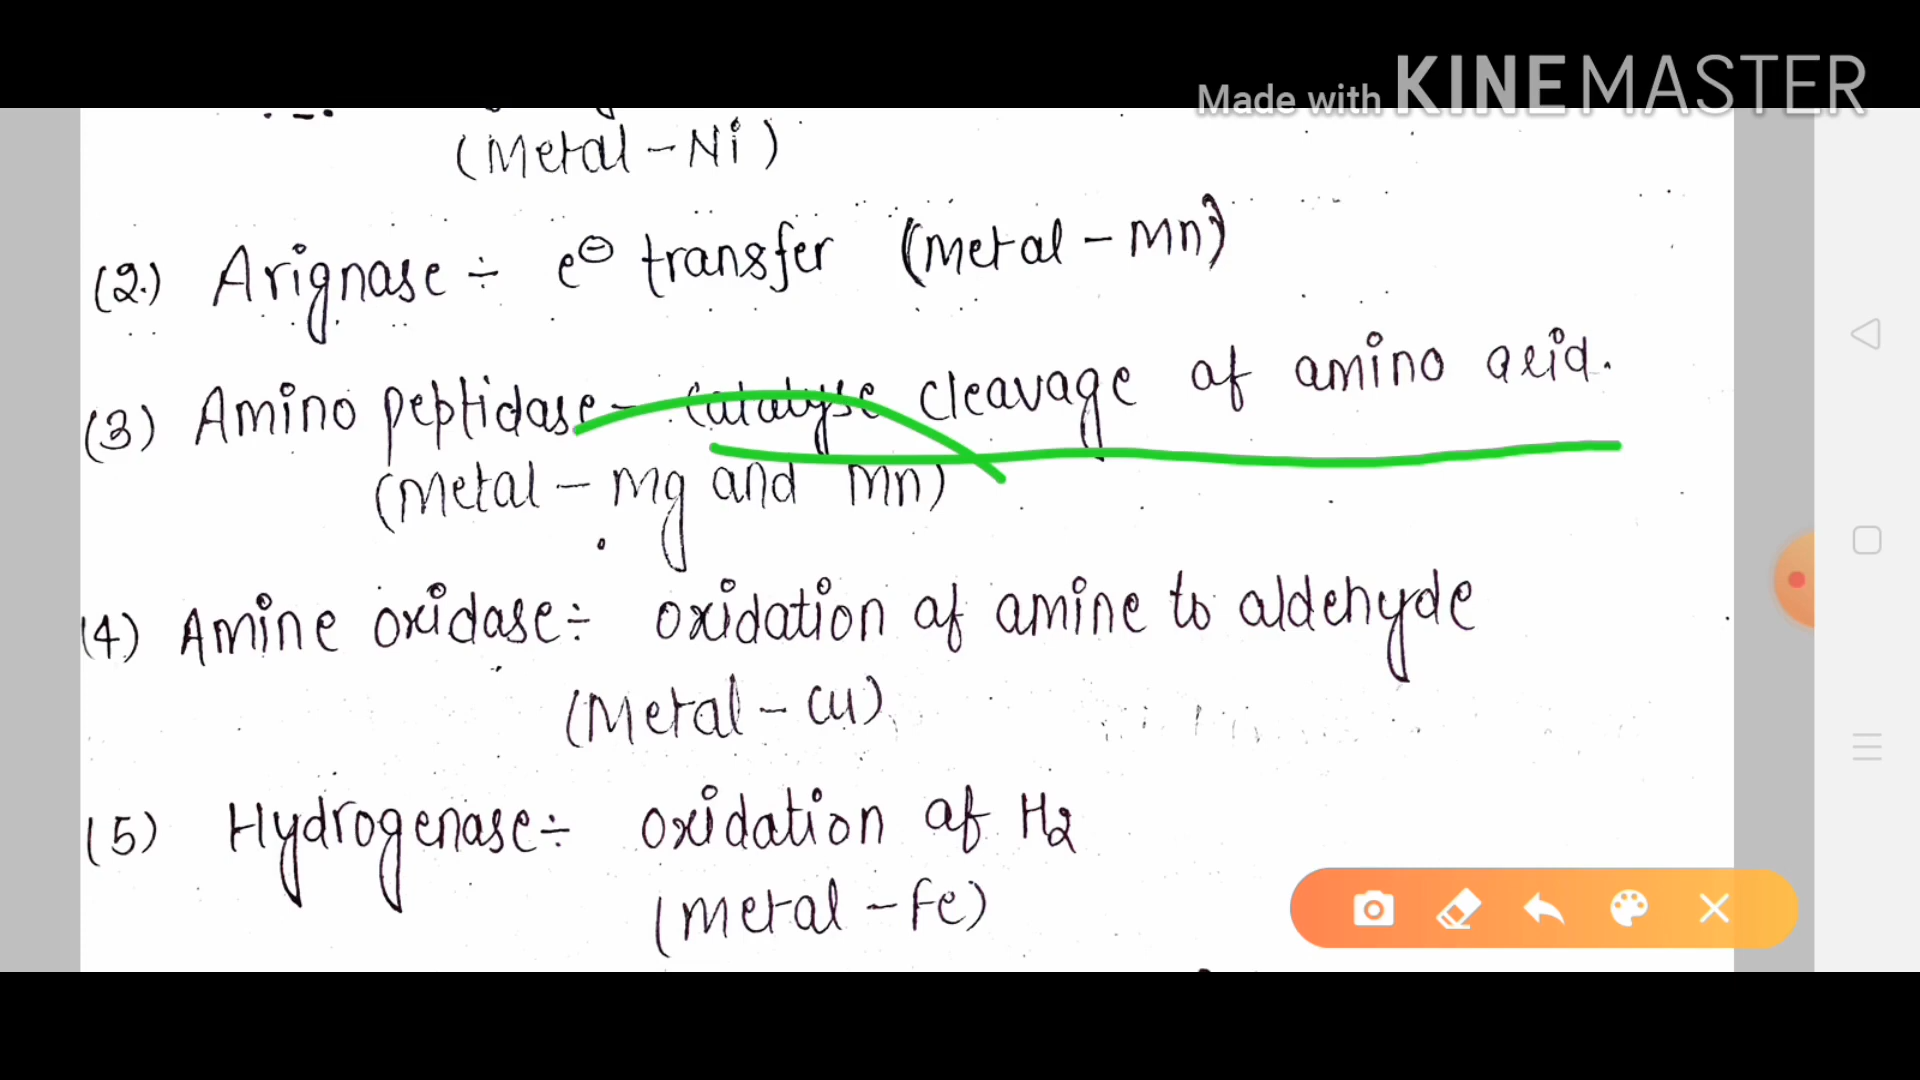 Made with KINEMASTER
(Metal - Ni)
(2.) Arignase ÷ e⊖ transfer (Metal - Mn)
(3) Amino peptidase - Catalyse cleavage of amino acid.
(Metal - Mg and Mn)
(4) Amine oxidase ÷ oxidation of amine to aldehyde
(Metal - Cu)
(5) Hydrogenase ÷ oxidation of H2
(Metal - Fe)